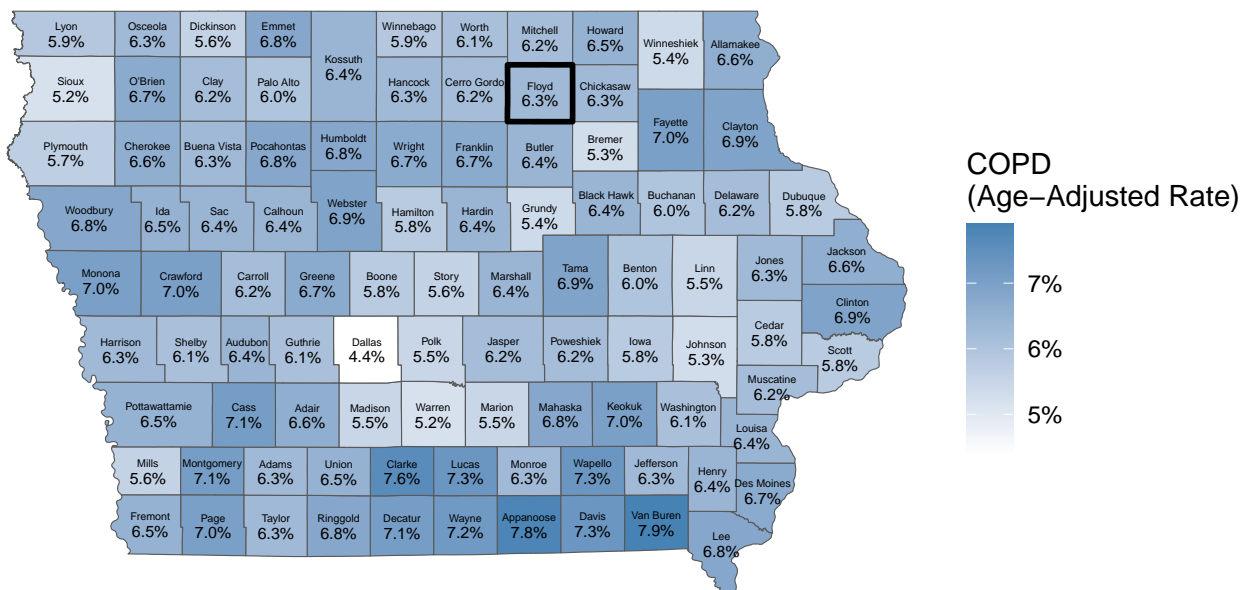 Lyon
5.9%
Osceola
6.3%
Dickinson
5.6%
Emmet
6.8%
Kossuth
6.4%
Winnebago
5.9%
Worth
6.1%
Mitchell
6.2%
Howard
6.5%
Winneshiek
5.4%
Allamakee
6.6%
Sioux
5.2%
O'Brien
6.7%
Clay
6.2%
Palo Alto
6.0%
Hancock
6.3%
Cerro Gordo
6.2%
Floyd
6.3%
Chickasaw
6.3%
Fayette
7.0%
Clayton
6.9%
Plymouth
5.7%
Cherokee
6.6%
Buena Vista
6.3%
Pocahontas
6.8%
Humboldt
6.8%
Wright
6.7%
Franklin
6.7%
Butler
6.4%
Bremer
5.3%
Woodbury
6.8%
Ida
6.5%
Sac
6.4%
Calhoun
6.4%
Webster
6.9%
Hamilton
5.8%
Hardin
6.4%
Grundy
5.4%
Black Hawk
6.4%
Buchanan
6.0%
Delaware
6.2%
Dubuque
5.8%
Monona
7.0%
Crawford
7.0%
Carroll
6.2%
Greene
6.7%
Boone
5.8%
Story
5.6%
Marshall
6.4%
Tama
6.9%
Benton
6.0%
Linn
5.5%
Jones
6.3%
Jackson
6.6%
Clinton
6.9%
Harrison
6.3%
Shelby
6.1%
Audubon
6.4%
Guthrie
6.1%
Dallas
4.4%
Polk
5.5%
Jasper
6.2%
Poweshiek
6.2%
Iowa
5.8%
Johnson
5.3%
Cedar
5.8%
Scott
5.8%
Muscatine
6.2%
Pottawattamie
6.5%
Cass
7.1%
Adair
6.6%
Madison
5.5%
Warren
5.2%
Marion
5.5%
Mahaska
6.8%
Keokuk
7.0%
Washington
6.1%
Louisa
6.4%
Mills
5.6%
Montgomery
7.1%
Adams
6.3%
Union
6.5%
Clarke
7.6%
Lucas
7.3%
Monroe
6.3%
Wapello
7.3%
Jefferson
6.3%
Henry
6.4%
Des Moines
6.7%
Fremont
6.5%
Page
7.0%
Taylor
6.3%
Ringgold
6.8%
Decatur
7.1%
Wayne
7.2%
Appanoose
7.8%
Davis
7.3%
Van Buren
7.9%
Lee
6.8%
COPD
(Age−Adjusted Rate)
7%
6%
5%